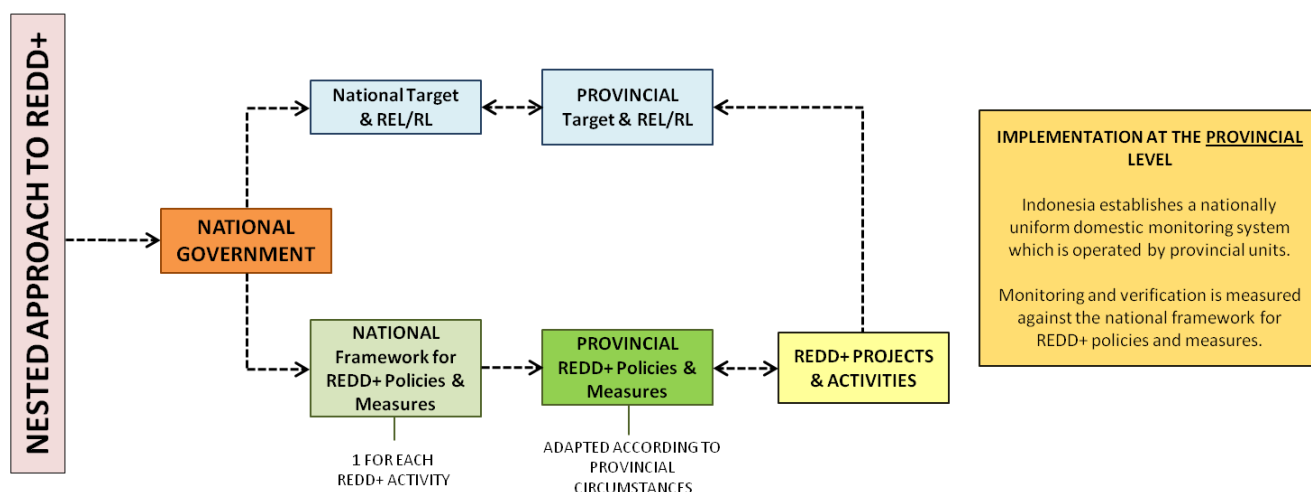 NESTED APPROACH TO REDD+
National Target
& REL/RL
PROVINCIAL
Target & REL/RL
NATIONAL
GOVERNMENT
NATIONAL
Framework for
REDD+ Policies &
Measures
PROVINCIAL
REDD+ Policies &
Measures
REDD+ PROJECTS
& ACTIVITIES
1 FOR EACH
REDD+ ACTIVITY
ADAPTED ACCORDING TO
PROVINCIAL
CIRCUMSTANCES
IMPLEMENTATION AT THE PROVINCIAL
LEVEL
Indonesia establishes a nationally
uniform domestic monitoring system
which is operated by provincial units.
Monitoring and verification is measured
against the national framework for
REDD+ policies and measures.